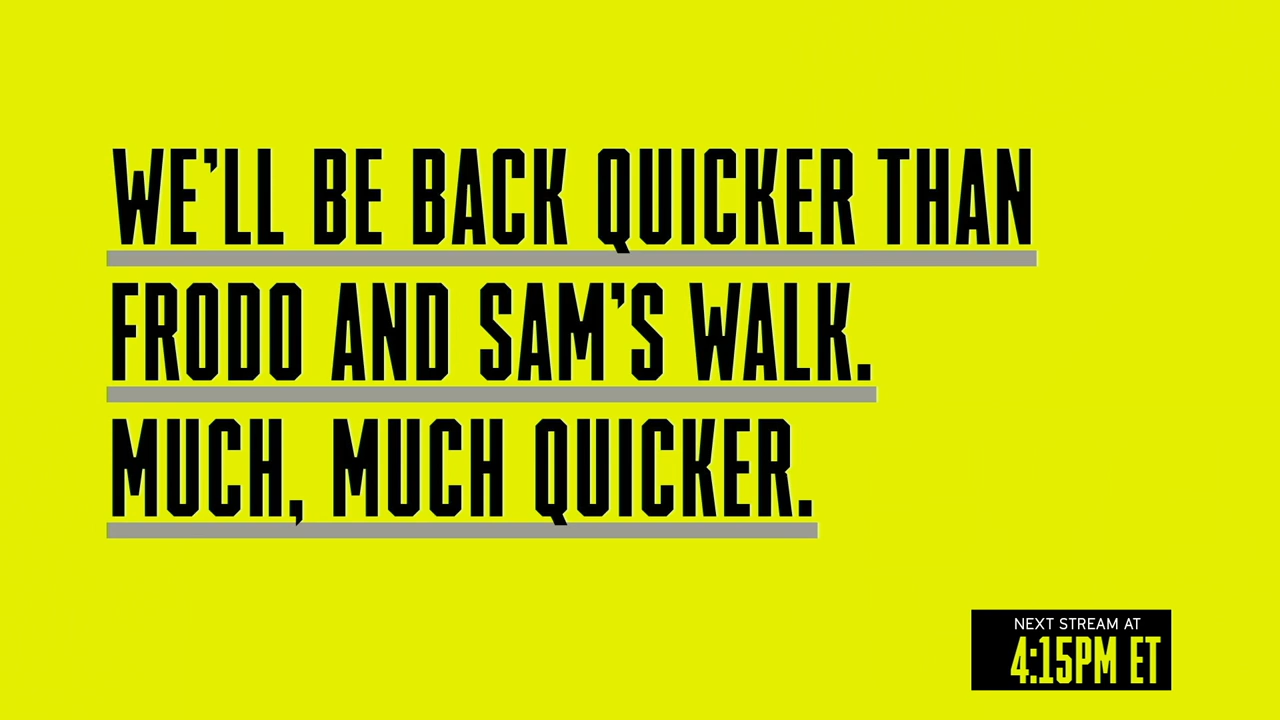 WE’LL BE BACK QUICKER THAN
FRODO AND SAM’S WALK.
MUCH, MUCH QUICKER.
NEXT STREAM AT
4:15PM ET